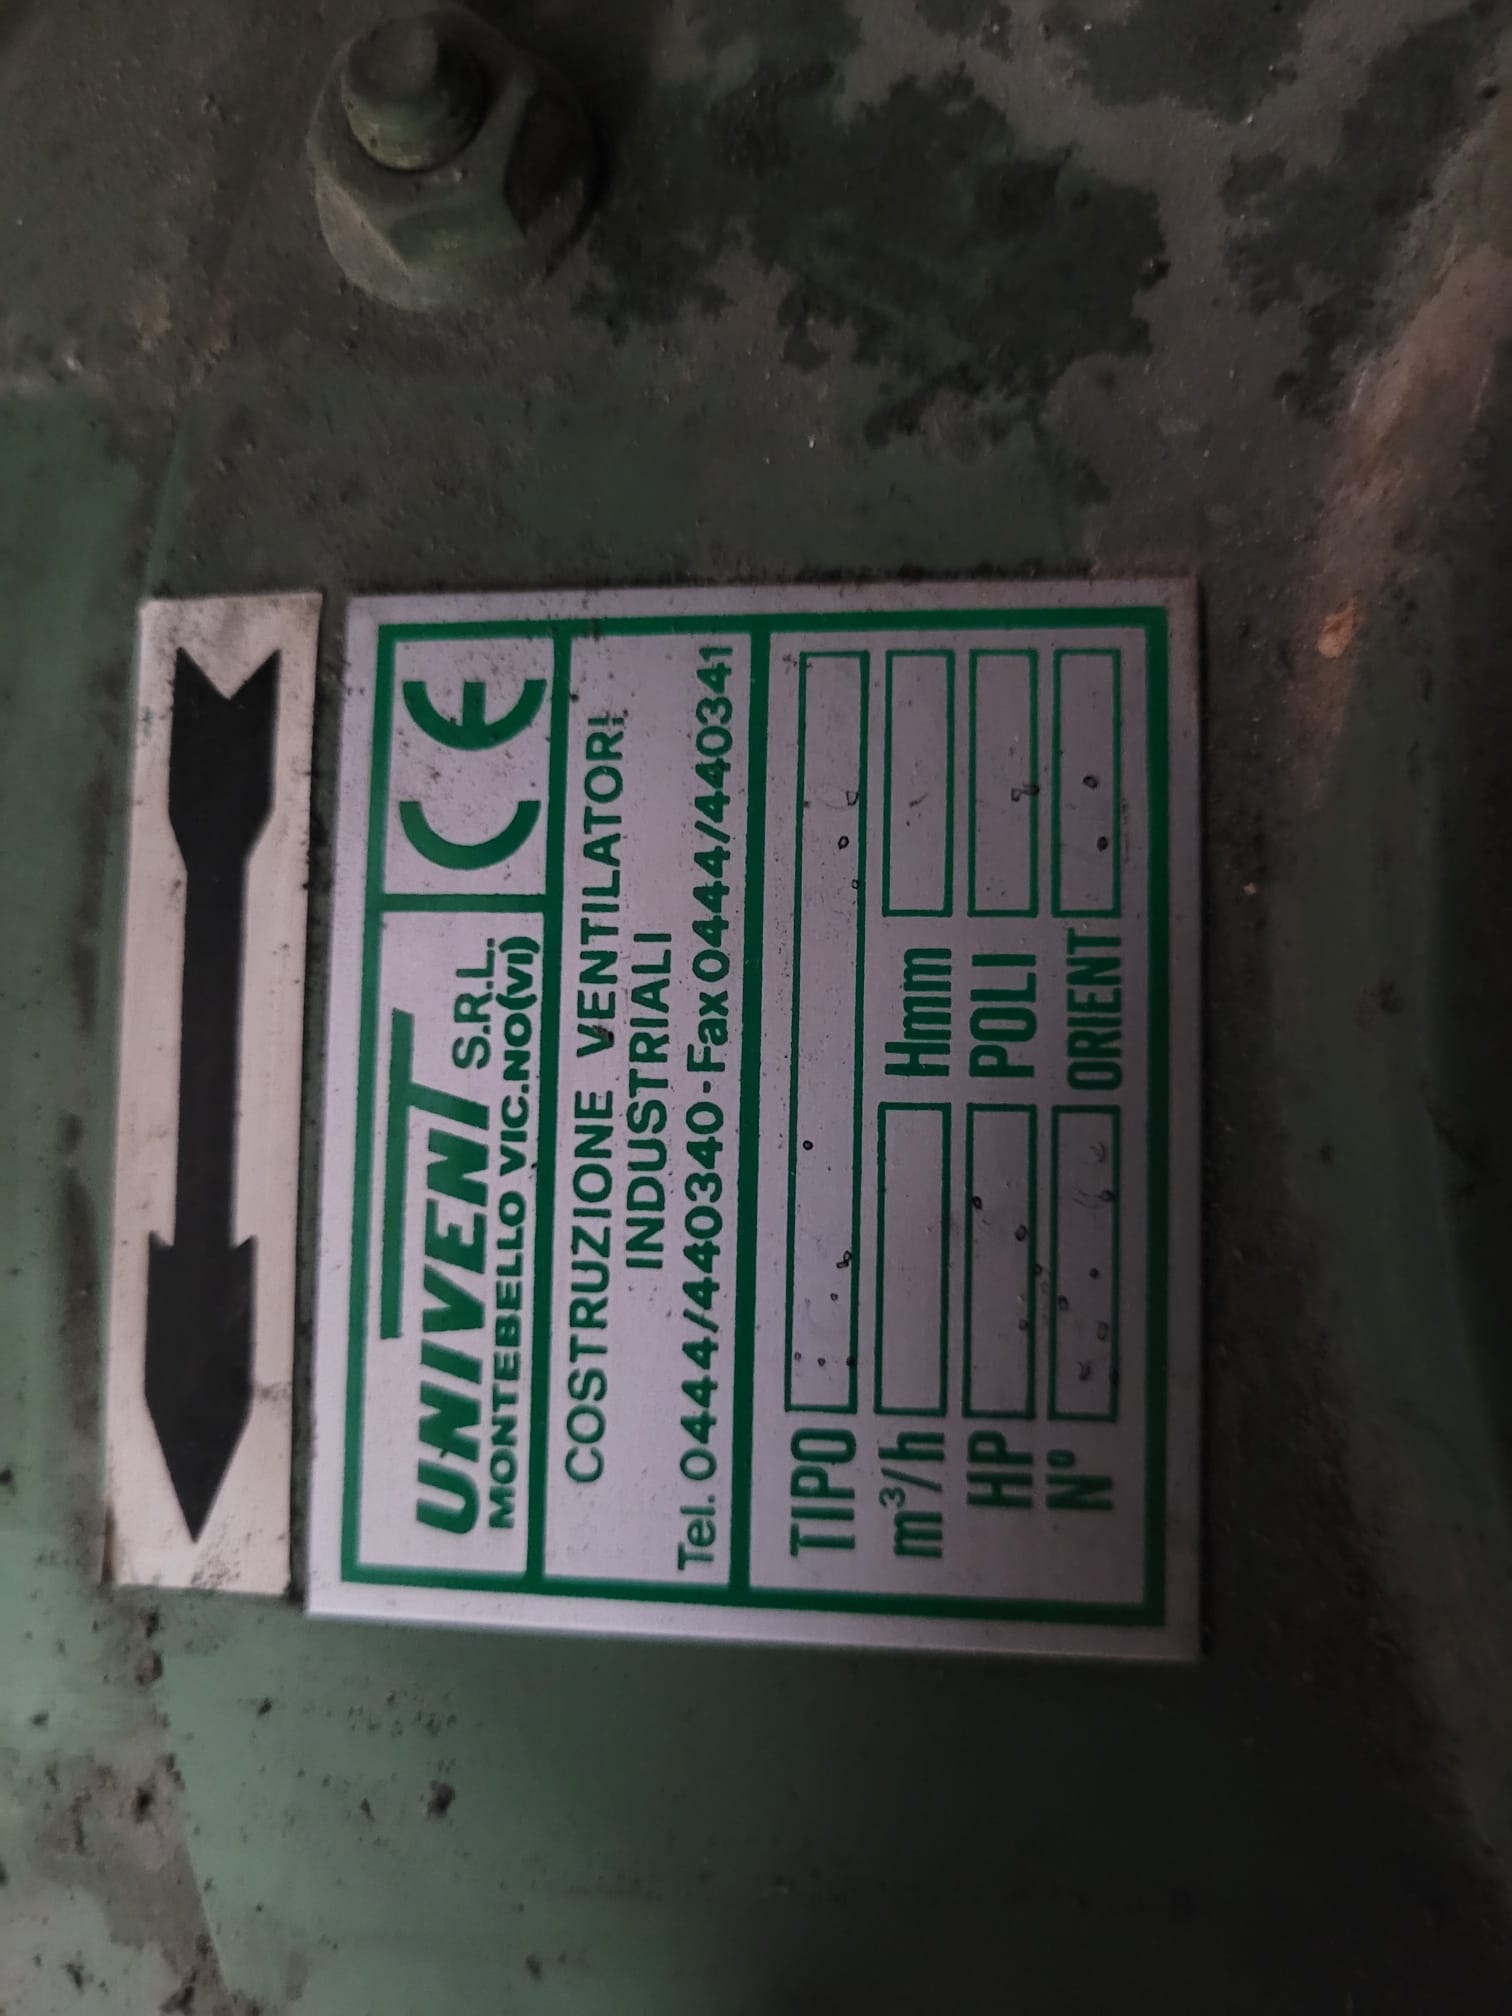 UNIVENT S.R.L.
MONTEBELLO VIC.NO(VI)
CE
COSTRUZIONE VENTILATORI
INDUSTRIALI
Tel. 0444/440340-Fax 0444/440341
TIPO
m³/h Hmm
HP POLI
N° ORIENT